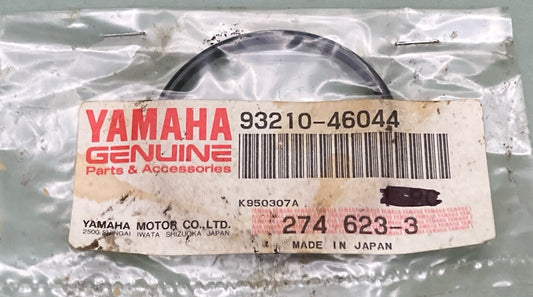 YAMAHA 93210-46044
GENUINE
Parts & Accessories
K950307A
YAMAHA MOTOR CO., LTD. 274 623-3
2500 SHINGAI IWATA SHIZUOKA JAPAN MADE IN JAPAN